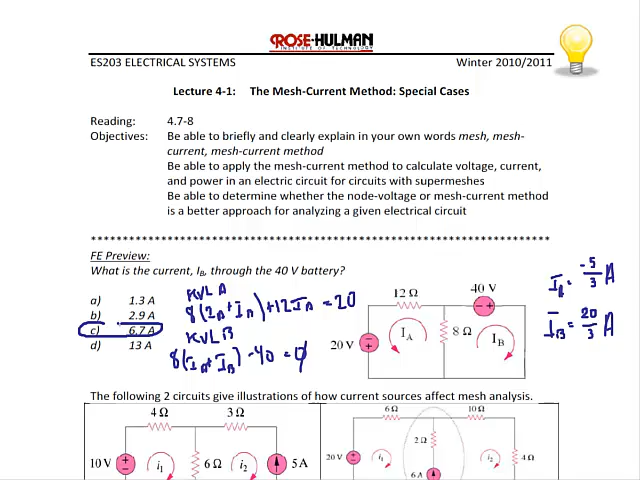 ROSE-HULMAN
INSTITUTE OF TECHNOLOGY
ES203 ELECTRICAL SYSTEMS Winter 2010/2011
Lecture 4-1: The Mesh-Current Method: Special Cases
Reading: 4.7-8
Objectives: Be able to briefly and clearly explain in your own words mesh, mesh-
current, mesh-current method
Be able to apply the mesh-current method to calculate voltage, current,
and power in an electric circuit for circuits with supermeshes
Be able to determine whether the node-voltage or mesh-current method
is a better approach for analyzing a given electrical circuit
************************************************************
FE Preview:
What is the current, IB, through the 40 V battery?
a) 1.3 A
b) 2.9 A
c) 6.7 A
d) 13 A
KVL A
8(IA+IB)+12IA=20
KVL B
8(IA+IB)-40=0
12 Ω 40 V
20 V IA 8 Ω IB
IA = -5/3 A
IB = 20/3 A
The following 2 circuits give illustrations of how current sources affect mesh analysis.
4 Ω 3 Ω
10 V i1 6 Ω i2 5 A
6 Ω 10 Ω
2 Ω
20 V i1 i2 4 Ω
6 A